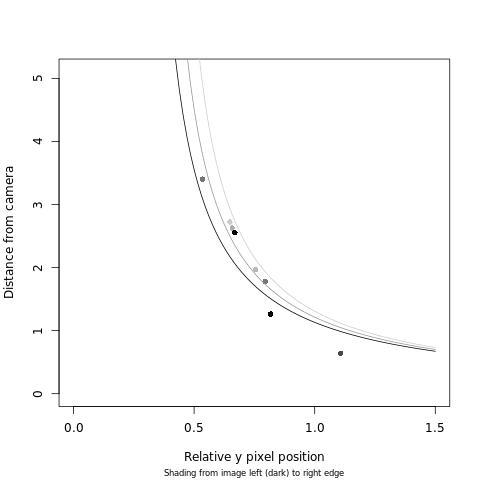 5
4
3
2
1
0
Distance from camera
0.0 0.5 1.0 1.5
Relative y pixel position
Shading from image left (dark) to right edge